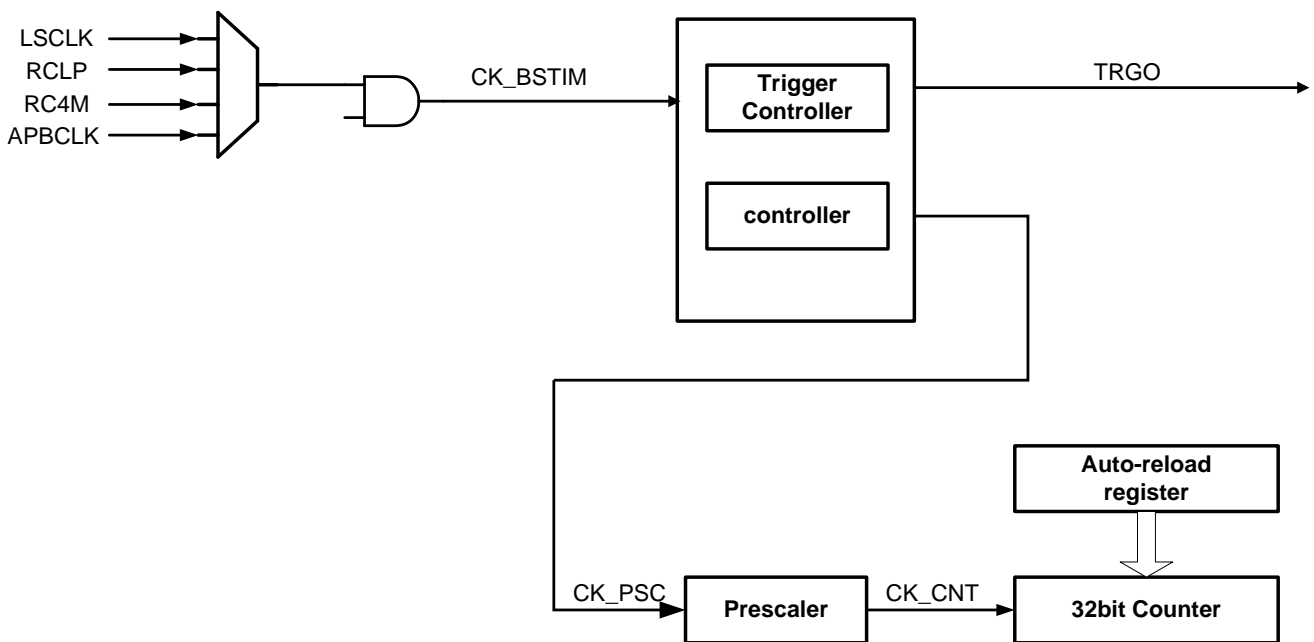 LSCLK
RCLP
RC4M
APBCLK
CK_BSTIM
Trigger
Controller
TRGO
controller
Auto-reload
register
CK_PSC
Prescaler
CK_CNT
32bit Counter